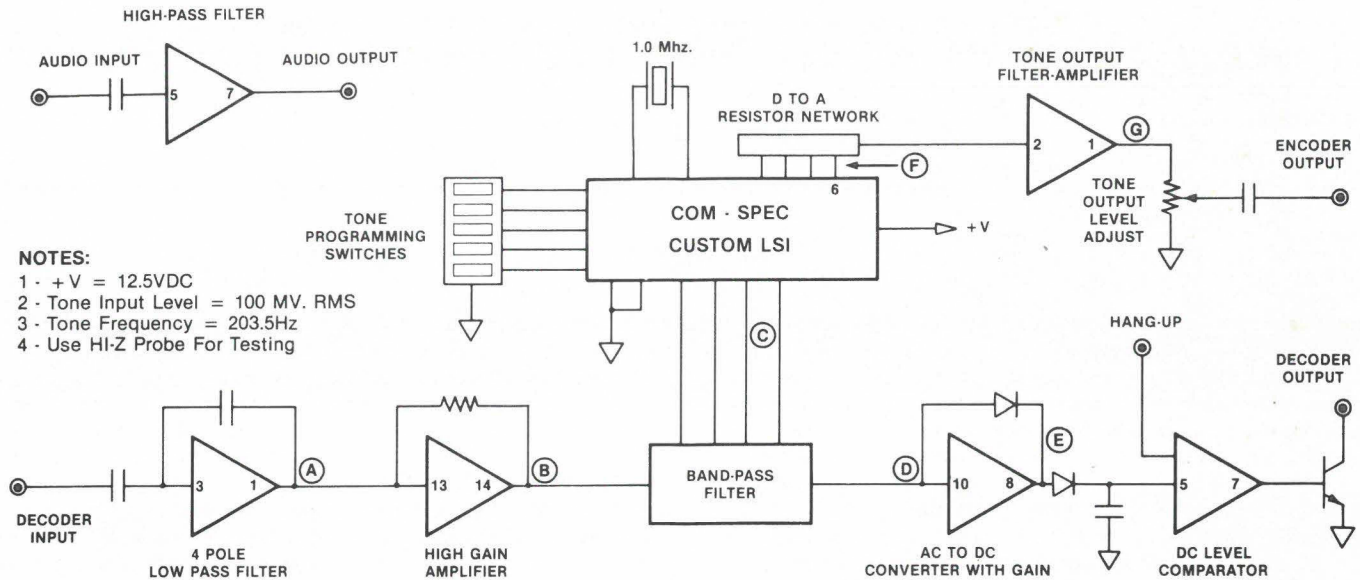 HIGH-PASS FILTER
AUDIO INPUT
AUDIO OUTPUT
5
7
1.0 Mhz.
D TO A
RESISTOR NETWORK
F
6
TONE OUTPUT
FILTER-AMPLIFIER
2
1
G
ENCODER
OUTPUT
TONE
OUTPUT
LEVEL
ADJUST
TONE
PROGRAMMING
SWITCHES
COM - SPEC
CUSTOM LSI
+V
NOTES:
1 - +V = 12.5VDC
2 - Tone Input Level = 100 MV. RMS
3 - Tone Frequency = 203.5Hz
4 - Use HI-Z Probe For Testing
C
HANG-UP
DECODER
OUTPUT
DECODER
INPUT
3
1
A
4 POLE
LOW PASS FILTER
13
14
B
HIGH GAIN
AMPLIFIER
BAND-PASS
FILTER
D
10
8
E
AC TO DC
CONVERTER WITH GAIN
5
7
DC LEVEL
COMPARATOR